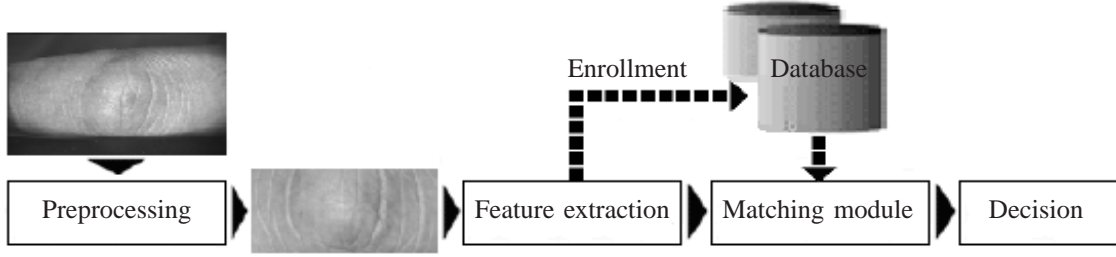 Enrollment
Database
Preprocessing
Feature extraction
Matching module
Decision